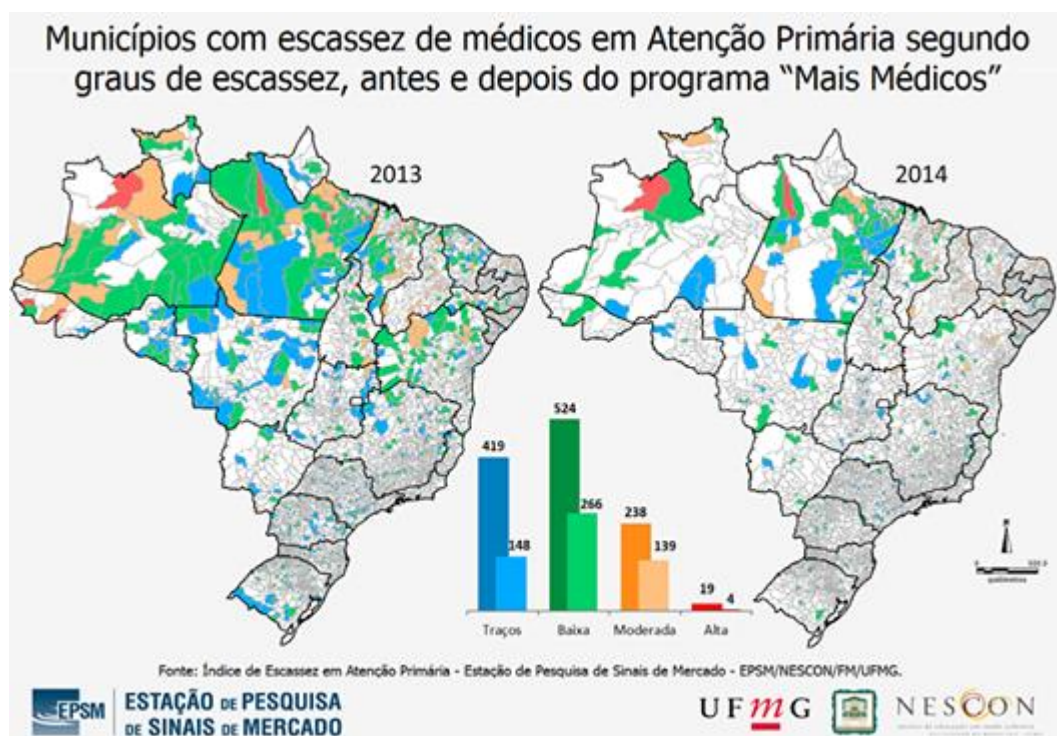 Municípios com escassez de médicos em Atenção Primária segundo
graus de escassez, antes e depois do programa “Mais Médicos”
2013
2014
524
419
266
238
148
139
19
4
Traços
Baixa
Moderada
Alta
Fonte: Índice de Escassez em Atenção Primária - Estação de Pesquisa de Sinais de Mercado - EPSM/NESCON/FM/UFMG.
EPSM
ESTAÇÃO DE PESQUISA
DE SINAIS DE MERCADO
UFmG
NESCON